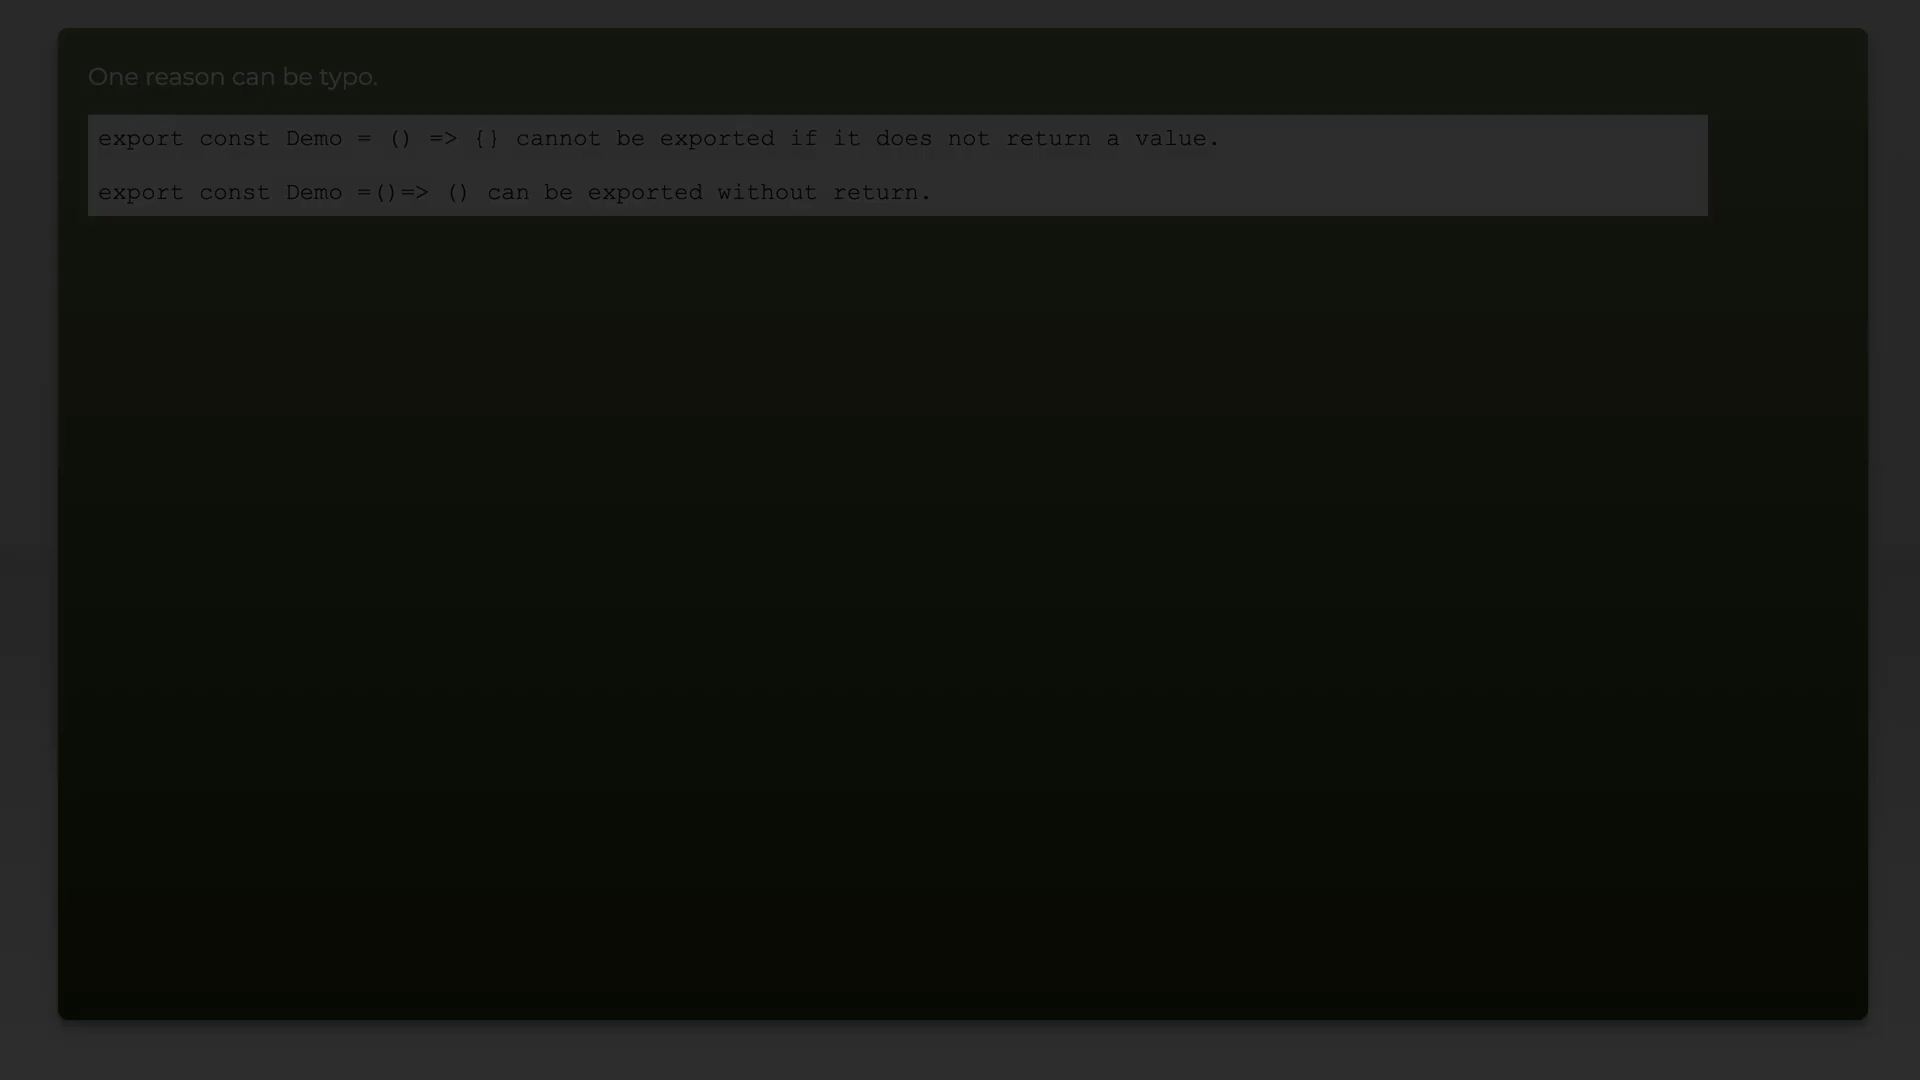 One reason can be typo.
export const Demo = () => {} cannot be exported if it does not return a value.
export const Demo =()=> () can be exported without return.